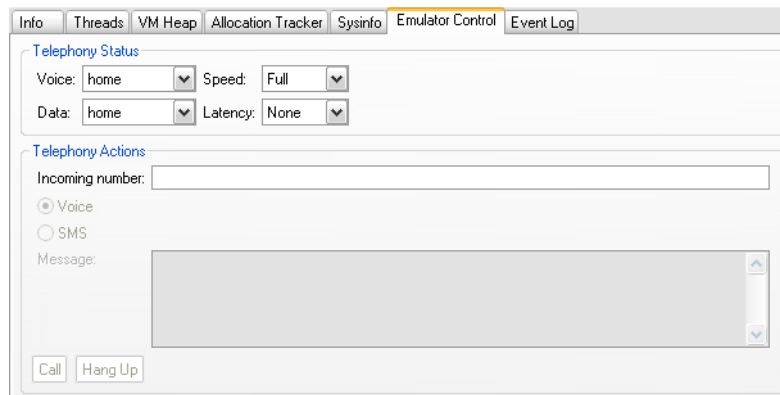 Info Threads VM Heap Allocation Tracker Sysinfo Emulator Control Event Log
Telephony Status
Voice: home Speed: Full
Data: home Latency: None
Telephony Actions
Incoming number:
Voice
SMS
Message:
Call Hang Up